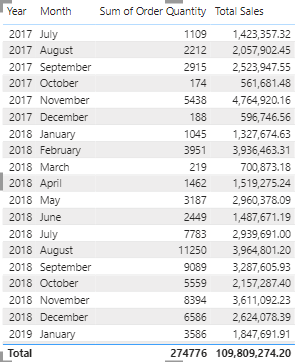 Year Month Sum of Order Quantity Total Sales
2017 July 1109 1,423,357.32
2017 August 2212 2,057,902.45
2017 September 2915 2,523,947.55
2017 October 174 561,681.48
2017 November 5438 4,764,920.16
2017 December 188 596,746.56
2018 January 1045 1,327,674.63
2018 February 3951 3,936,463.31
2018 March 219 700,873.18
2018 April 1462 1,519,275.24
2018 May 3187 2,960,378.09
2018 June 2449 1,487,671.19
2018 July 7783 2,939,691.00
2018 August 11250 3,964,801.20
2018 September 9089 3,287,605.93
2018 October 5559 2,157,287.40
2018 November 8394 3,611,092.23
2018 December 6586 2,624,078.39
2019 January 3586 1,847,691.91
Total 274776 109,809,274.20